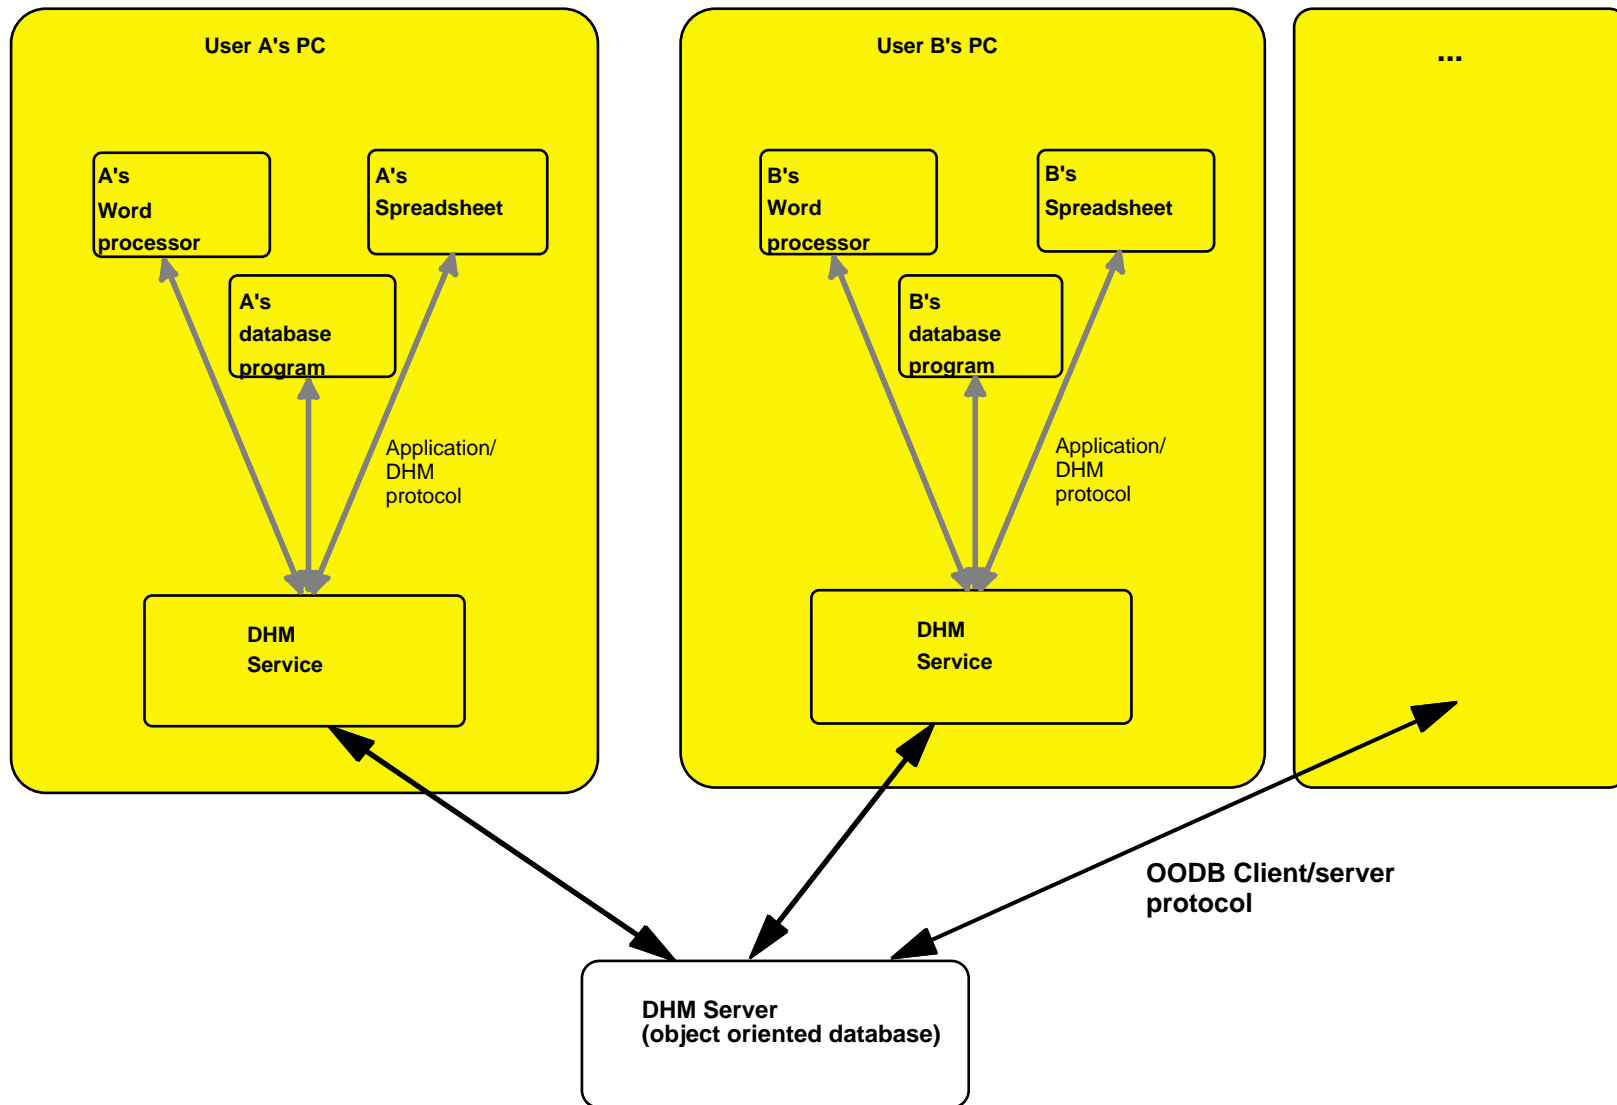 User A's PC
User B's PC
...
A's
Word
processor
A's
Spreadsheet
A's
database
program
Application/
DHM
protocol
DHM
Service
B's
Word
processor
B's
Spreadsheet
B's
database
program
Application/
DHM
protocol
DHM
Service
OODB Client/server
protocol
DHM Server
(object oriented database)